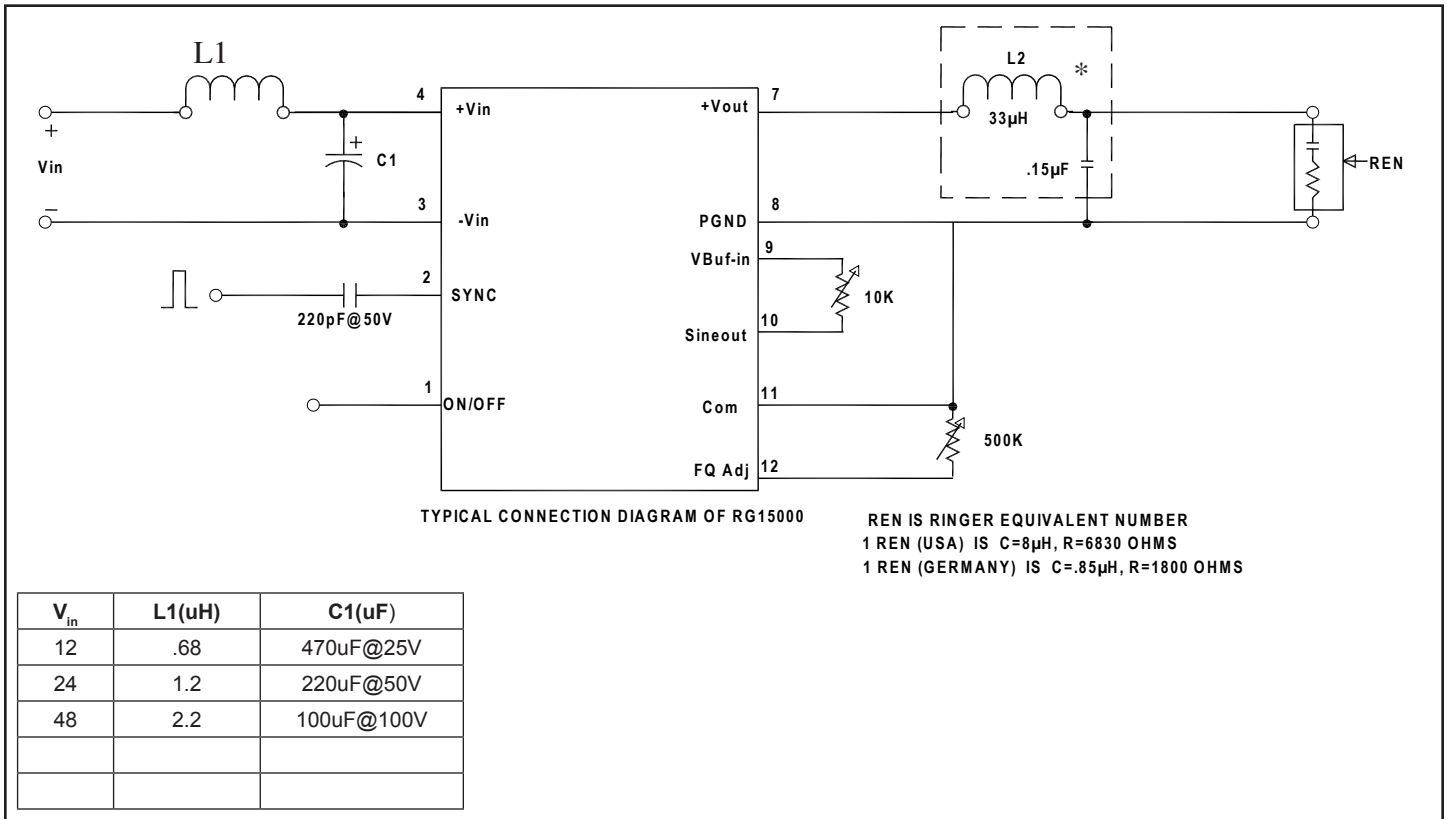 L1
L2
*
4
+Vin
+Vout
7
33µH
+
Vin
−
+
C1
.15µF
REN
3
-Vin
8
PGND
VBuf-in
9
2
SYNC
220pF@50V
10K
Sineout
10
1
ON/OFF
Com
11
500K
FQ Adj
12
TYPICAL CONNECTION DIAGRAM OF RG15000
REN IS RINGER EQUIVALENT NUMBER
1 REN (USA) IS C=8µH, R=6830 OHMS
1 REN (GERMANY) IS C=.85µH, R=1800 OHMS
Vin L1(uH) C1(uF)
12 .68 470uF@25V
24 1.2 220uF@50V
48 2.2 100uF@100V